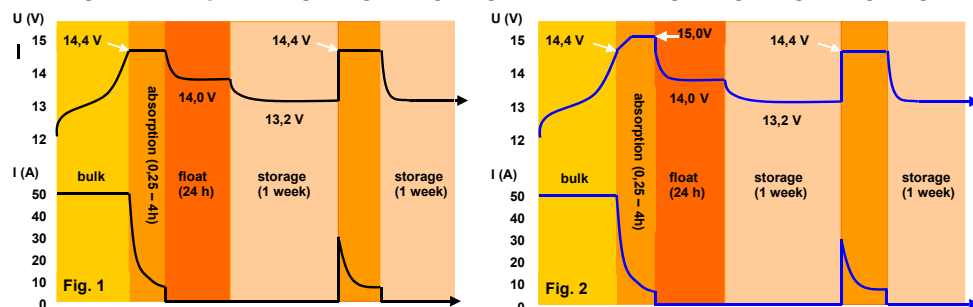 U (V)
I
15
14
13
12
I (A)
50
40
30
20
10
0
14,4 V
14,0 V
13,2 V
14,4 V
bulk
absorption (0,25 – 4h)
float
(24 h)
storage
(1 week)
storage
(1 week)
Fig. 1
U (V)
15
14
13
12
I (A)
50
40
30
20
10
0
14,4 V
15,0V
14,0 V
13,2 V
14,4 V
bulk
absorption (0,25 – 4h)
float
(24 h)
storage
(1 week)
storage
(1 week)
Fig. 2